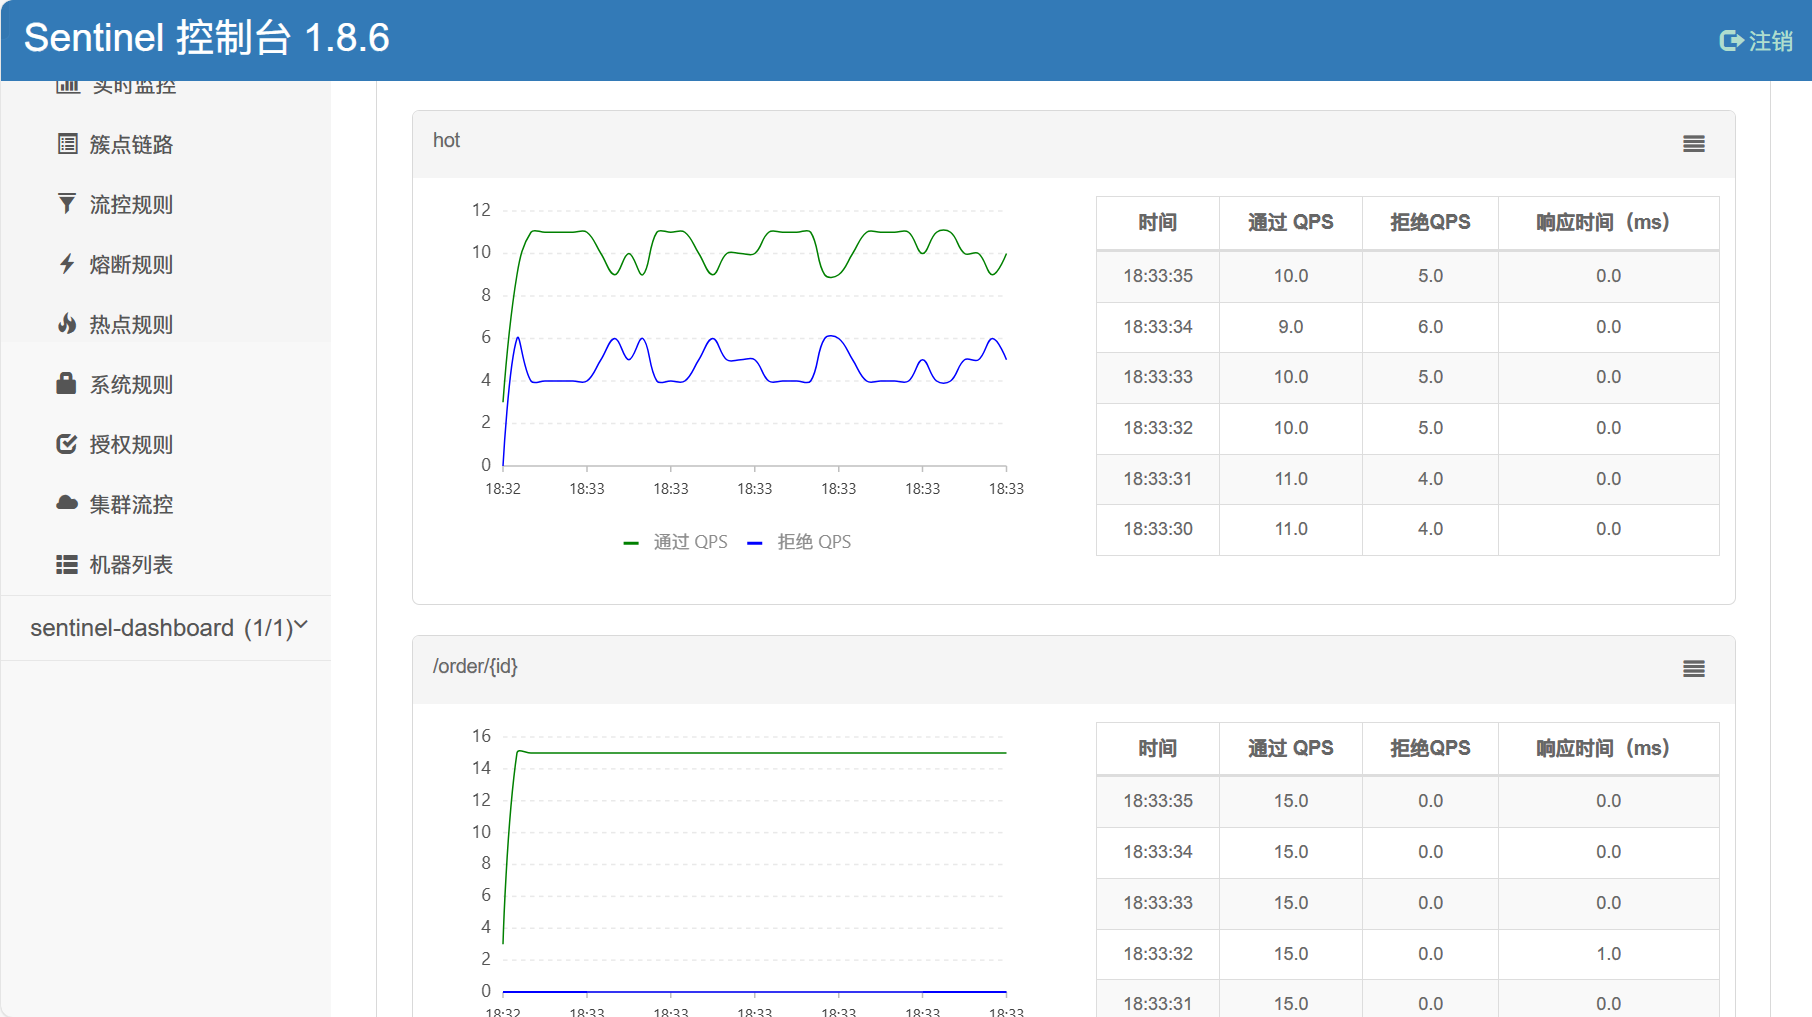 Sentinel 控制台 1.8.6
注销
实时监控
簇点链路
流控规则
熔断规则
热点规则
系统规则
授权规则
集群流控
机器列表
sentinel-dashboard (1/1)
hot
12
10
8
6
4
2
0
18:32 18:33 18:33 18:33 18:33 18:33 18:33
通过 QPS 拒绝 QPS
时间 通过 QPS 拒绝QPS 响应时间（ms）
18:33:35 10.0 5.0 0.0
18:33:34 9.0 6.0 0.0
18:33:33 10.0 5.0 0.0
18:33:32 10.0 5.0 0.0
18:33:31 11.0 4.0 0.0
18:33:30 11.0 4.0 0.0
/order/{id}
16
14
12
10
8
6
4
2
0
18:32 18:33 18:33 18:33 18:33 18:33 18:33
时间 通过 QPS 拒绝QPS 响应时间（ms）
18:33:35 15.0 0.0 0.0
18:33:34 15.0 0.0 0.0
18:33:33 15.0 0.0 0.0
18:33:32 15.0 0.0 1.0
18:33:31 15.0 0.0 0.0